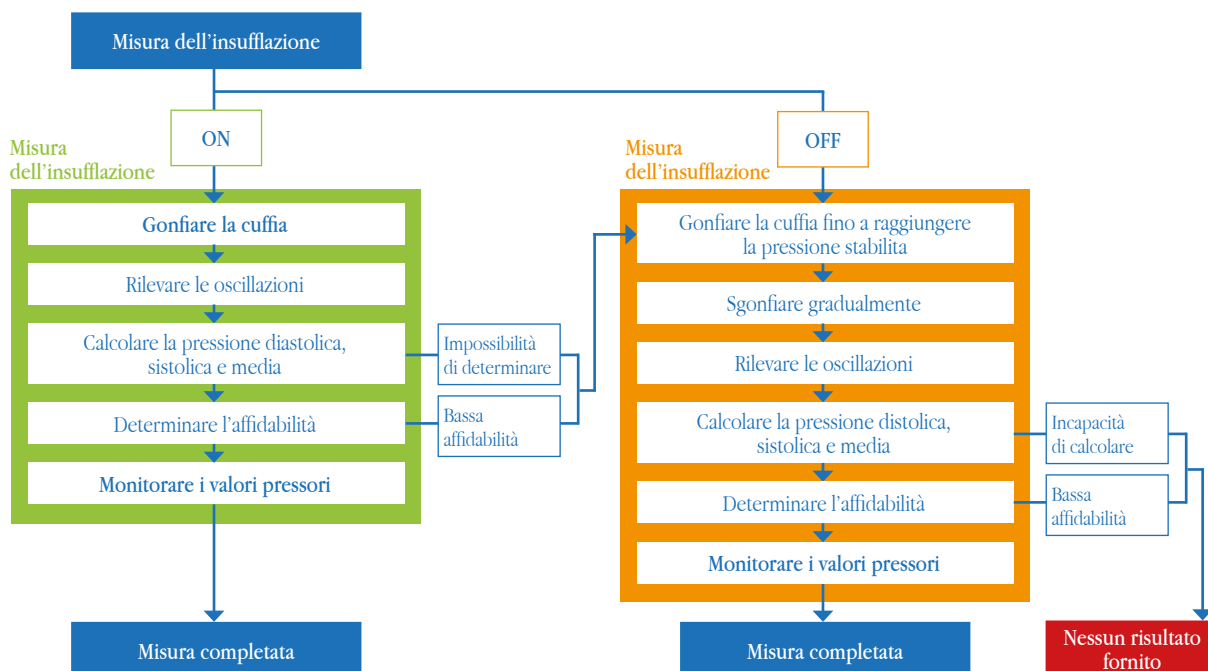 Misura dell'insufflazione
ON
OFF
Misura
dell'insufflazione
Gonfiare la cuffia
Rilevare le oscillazioni
Calcolare la pressione diastolica,
sistolica e media
Determinare l'affidabilità
Monitorare i valori pressori
Impossibilità
di determinare
Bassa
affidabilità
Misura completata
Misura
dell'insufflazione
Gonfiare la cuffia fino a raggiungere
la pressione stabilita
Sgonfiare gradualmente
Rilevare le oscillazioni
Calcolare la pressione distolica,
sistolica e media
Determinare l'affidabilità
Monitorare i valori pressori
Incapacità
di calcolare
Bassa
affidabilità
Misura completata
Nessun risultato
fornito